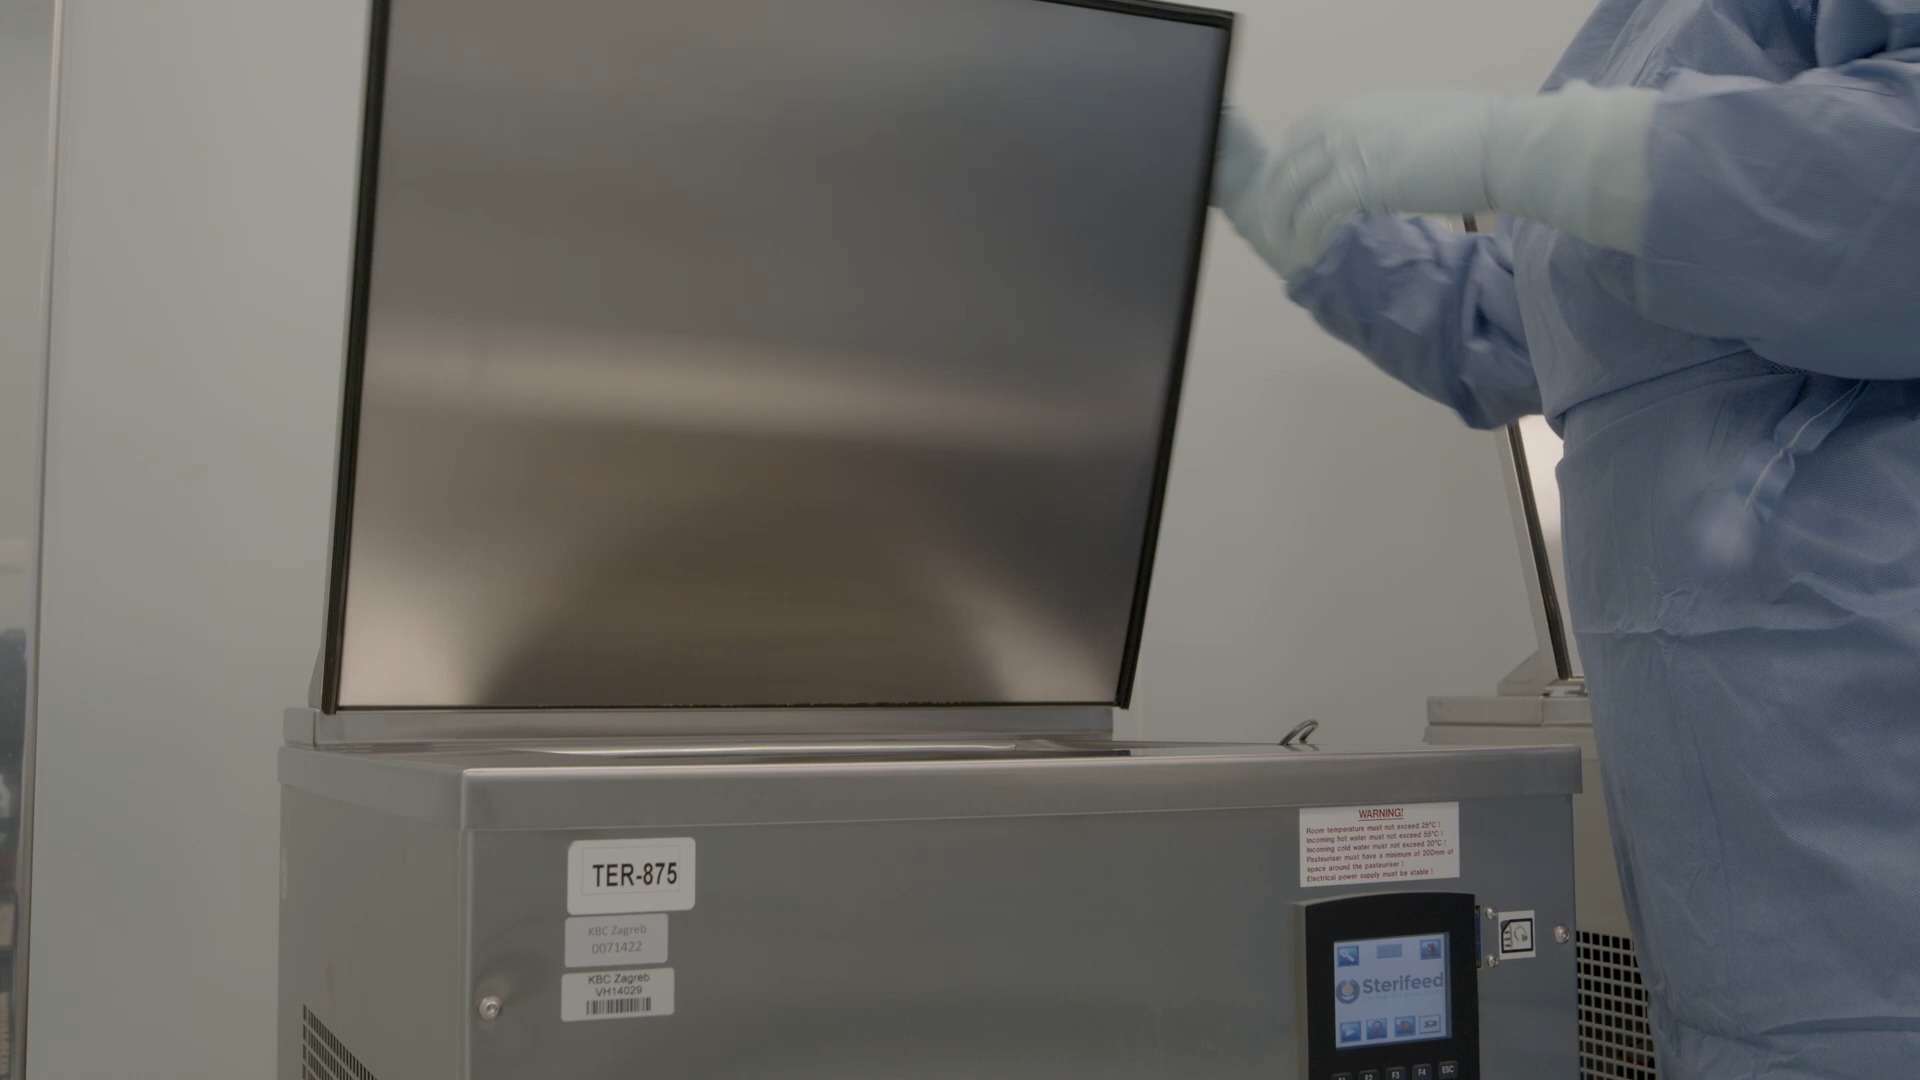 TER-875
KBC Zagreb
0071422
KBC Zagreb
VH14029
WARNING!
Room temperature must not exceed 28°C !
Incoming hot water must not exceed 55°C !
Incoming cold water must not exceed 20°C !
Pasteuriser must have a minimum of 200mm of
space around the pasteuriser !
Electrical power supply must be stable !
Sterifeed
F2 F3 F4 ESC